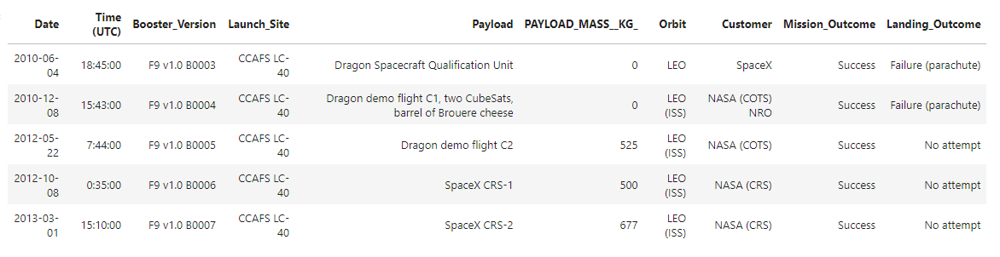 Date Time (UTC) Booster_Version Launch_Site Payload PAYLOAD_MASS__KG_ Orbit Customer Mission_Outcome Landing_Outcome
2010-06-04 18:45:00 F9 v1.0 B0003 CCAFS LC-40 Dragon Spacecraft Qualification Unit 0 LEO SpaceX Success Failure (parachute)
2010-12-08 15:43:00 F9 v1.0 B0004 CCAFS LC-40 Dragon demo flight C1, two CubeSats, barrel of Brouere cheese 0 LEO (ISS) NASA (COTS) NRO Success Failure (parachute)
2012-05-22 7:44:00 F9 v1.0 B0005 CCAFS LC-40 Dragon demo flight C2 525 LEO (ISS) NASA (COTS) Success No attempt
2012-10-08 0:35:00 F9 v1.0 B0006 CCAFS LC-40 SpaceX CRS-1 500 LEO (ISS) NASA (CRS) Success No attempt
2013-03-01 15:10:00 F9 v1.0 B0007 CCAFS LC-40 SpaceX CRS-2 677 LEO (ISS) NASA (CRS) Success No attempt